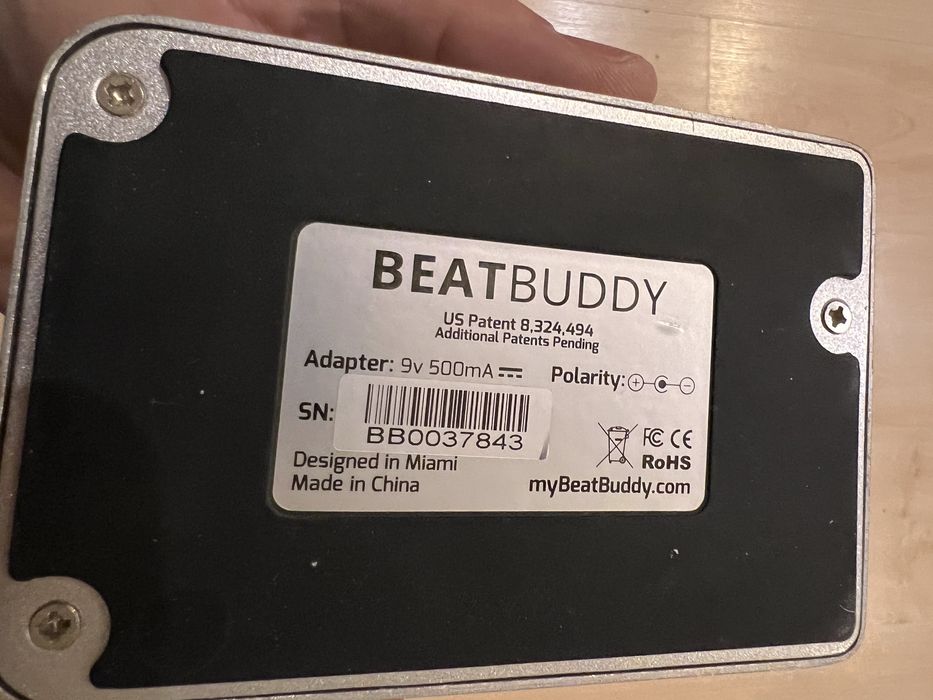 BEATBUDDY
US Patent 8,324,494
Additional Patents Pending
Adapter: 9v 500mA
Polarity: + -
SN:
BB0037843
FC CE
RoHS
Designed in Miami
Made in China
myBeatBuddy.com